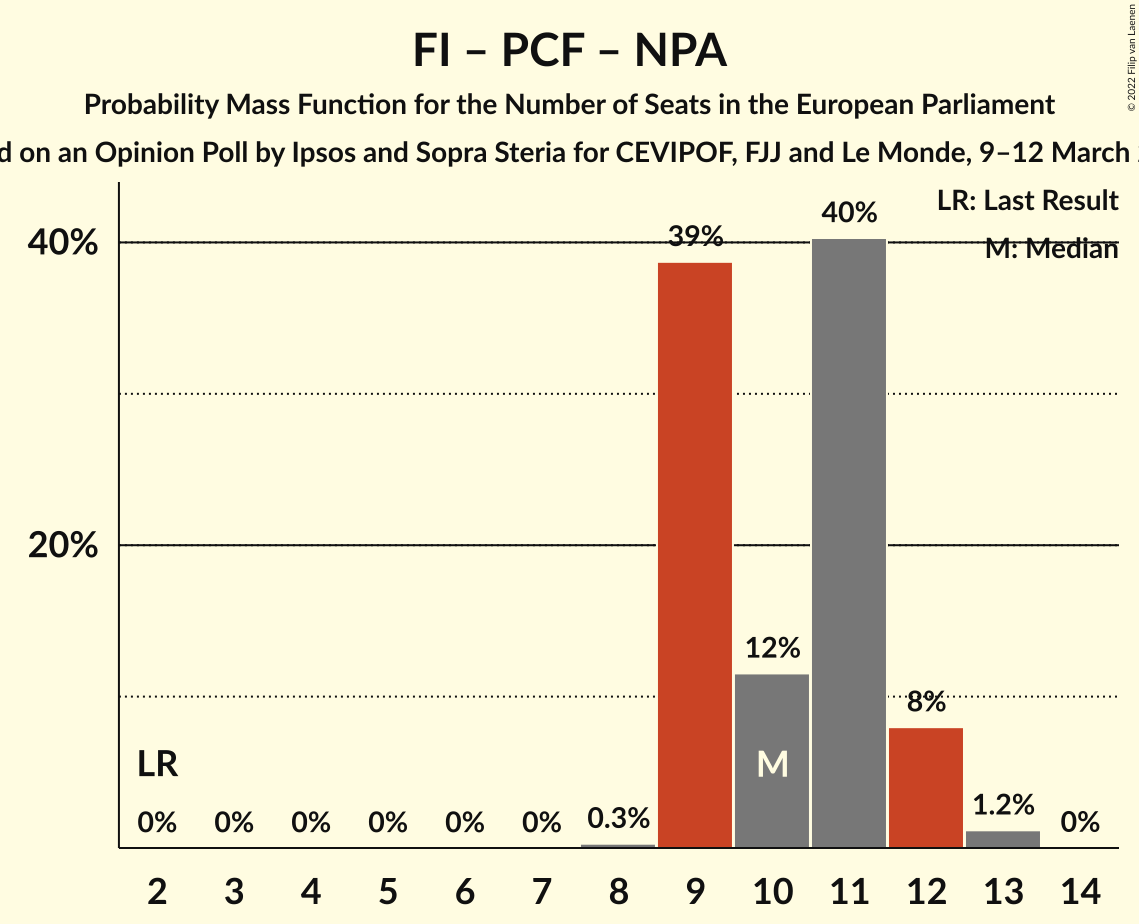 FI – PCF – NPA
Probability Mass Function for the Number of Seats in the European Parliament
on an Opinion Poll by Ipsos and Sopra Steria for CEVIPOF, FJJ and Le Monde, 9–12 March
© 2022 Filip van Laenen
LR: Last Result
M: Median
40%
20%
39%
40%
12%
8%
0.3%
1.2%
0%
0%
0%
0%
0%
0%
0%
LR
M
2 3 4 5 6 7 8 9 10 11 12 13 14